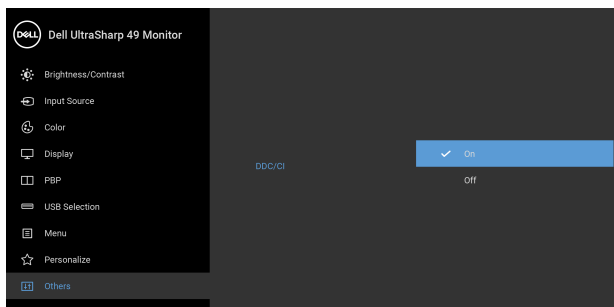 DELL Dell UltraSharp 49 Monitor
Brightness/Contrast
Input Source
Color
Display
PBP
USB Selection
Menu
Personalize
Others
DDC/CI
On
Off